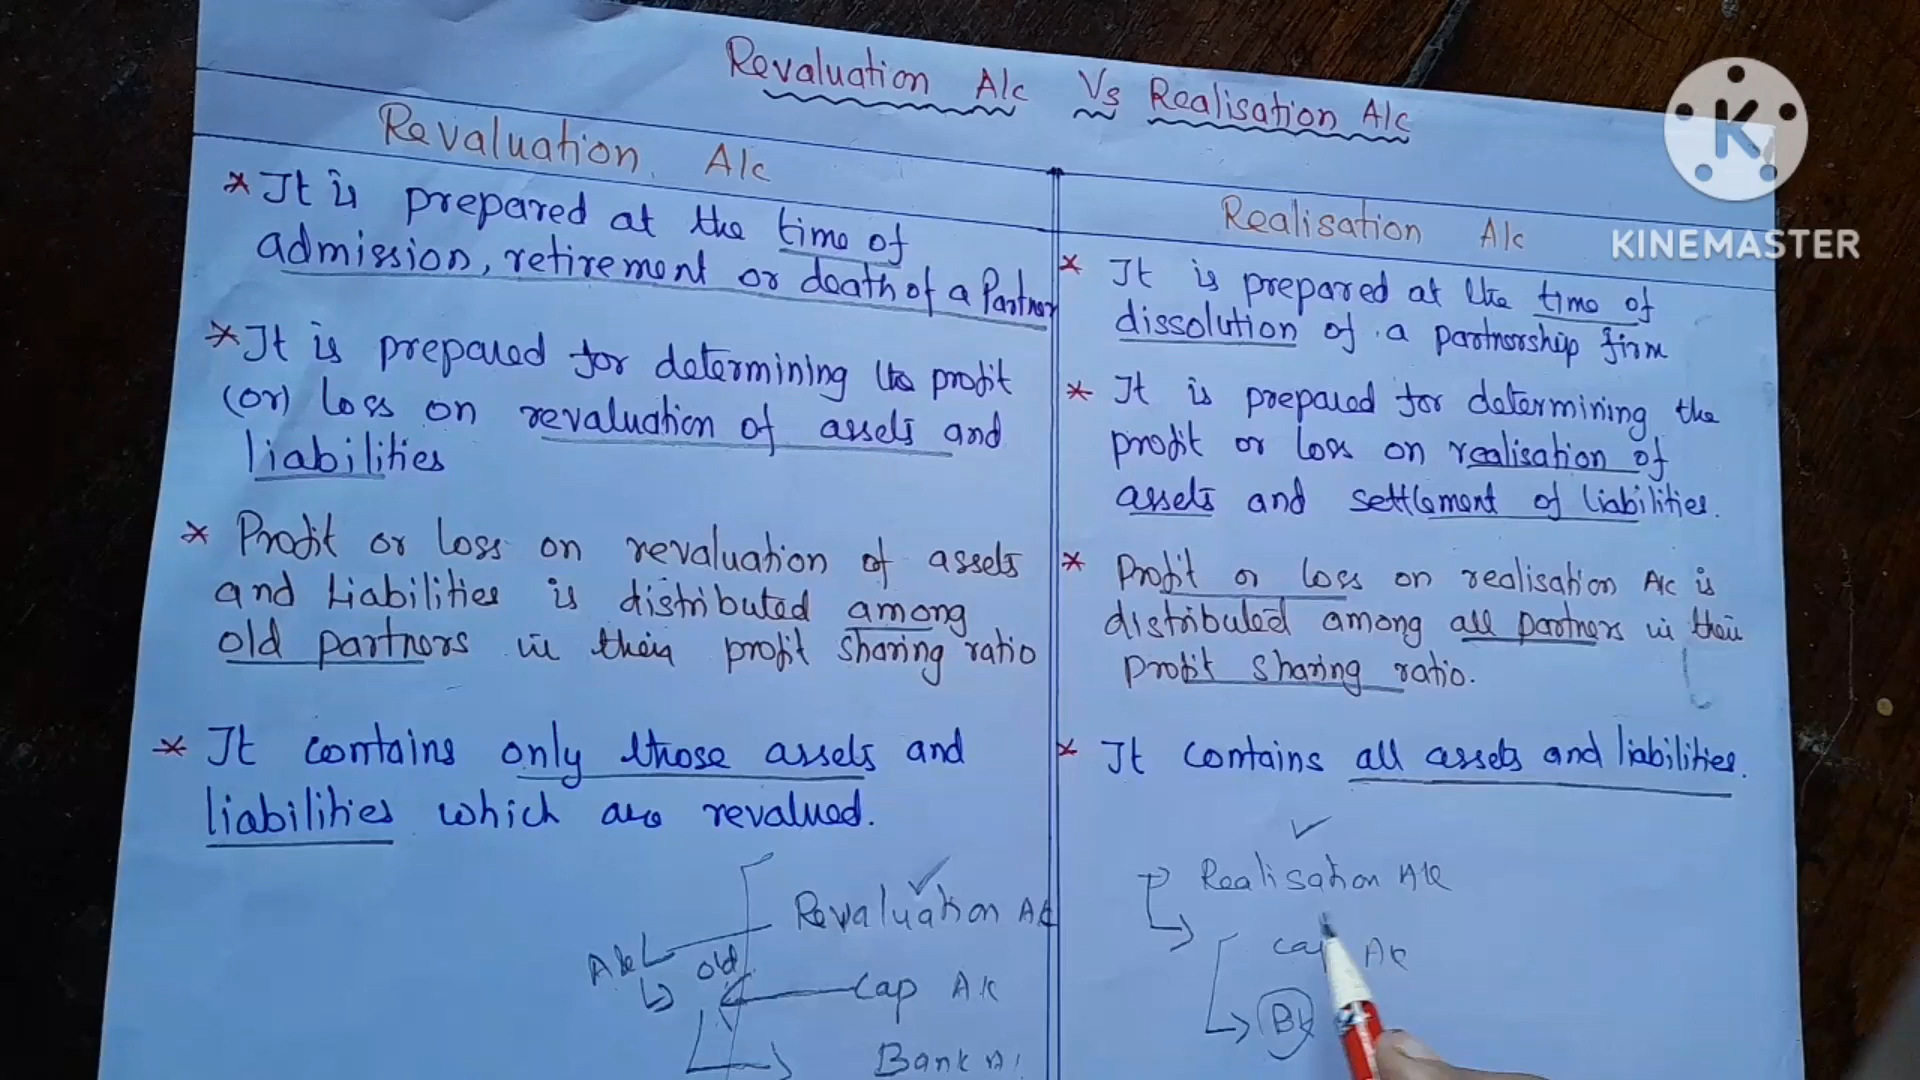 Revaluation A/c Vs Realisation A/c
K
KINEMASTER
Revaluation A/c
* It is prepared at the time of
admission, retirement or death of a Partner
* It is prepared for determining the profit
(or) loss on revaluation of assets and
liabilities
* Profit or loss on revaluation of assets
and Liabilities is distributed among
old partners in their profit sharing ratio
* It contains only those assets and
liabilities which are revalued.
Revaluation A/c
old
Cap A/c
Bank A/
Realisation A/c
* It is prepared at the time of
dissolution of a partnership firm
* It is prepared for determining the
profit or loss on realisation of
assets and settlement of liabilities.
* Profit or loss on realisation A/c is
distributed among all partners in their
profit sharing ratio.
* It contains all assets and liabilities.
Realisation A/c
cap A/c